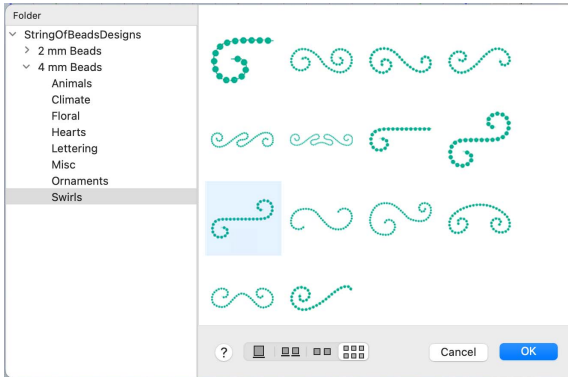 Folder
StringOfBeadsDesigns
2 mm Beads
4 mm Beads
Animals
Climate
Floral
Hearts
Lettering
Misc
Ornaments
Swirls
?
Cancel
OK